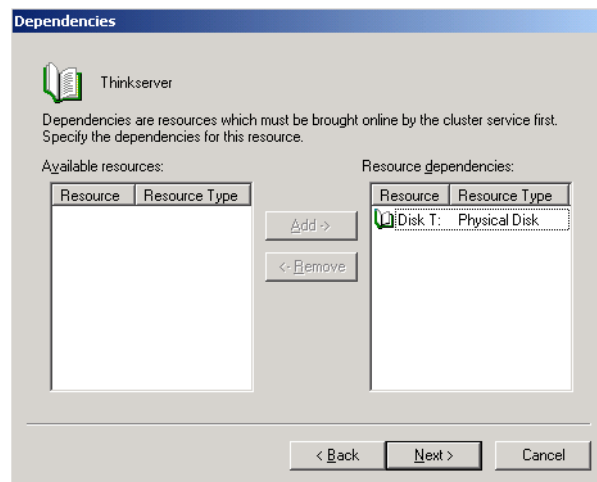 Dependencies
Thinkserver
Dependencies are resources which must be brought online by the cluster service first.
Specify the dependencies for this resource.
Available resources:
Resource Resource Type
Add ->
<- Remove
Resource dependencies:
Resource Resource Type
Disk T: Physical Disk
< Back Next > Cancel